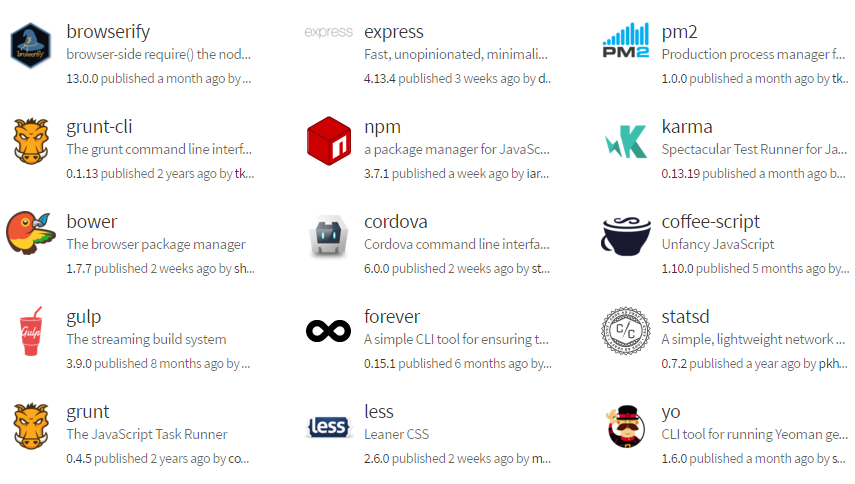 browserify
browser-side require() the nod...
13.0.0 published a month ago by ...
express
express
Fast, unopinionated, minimali...
4.13.4 published 3 weeks ago by d..
PM2
pm2
Production process manager f...
1.0.0 published a month ago by tk..
grunt-cli
The grunt command line interf...
0.1.13 published 2 years ago by tk...
n
npm
a package manager for JavaSc...
3.7.1 published a week ago by iar...
K
karma
Spectacular Test Runner for Ja...
0.13.19 published a month ago b...
bower
The browser package manager
1.7.7 published 2 weeks ago by sh...
cordova
Cordova command line interfa...
6.0.0 published 2 weeks ago by st...
coffee-script
Unfancy JavaScript
1.10.0 published 5 months ago by...
Gulp
gulp
The streaming build system
3.9.0 published 8 months ago by ...
forever
A simple CLI tool for ensuring t...
0.15.1 published 6 months ago by...
C/C
statsd
A simple, lightweight network ...
0.7.2 published a year ago by pkh...
grunt
The JavaScript Task Runner
0.4.5 published 2 years ago by co...
less
less
Leaner CSS
2.6.0 published 2 weeks ago by m...
yo
CLI tool for running Yeoman ge...
1.6.0 published a month ago by s...